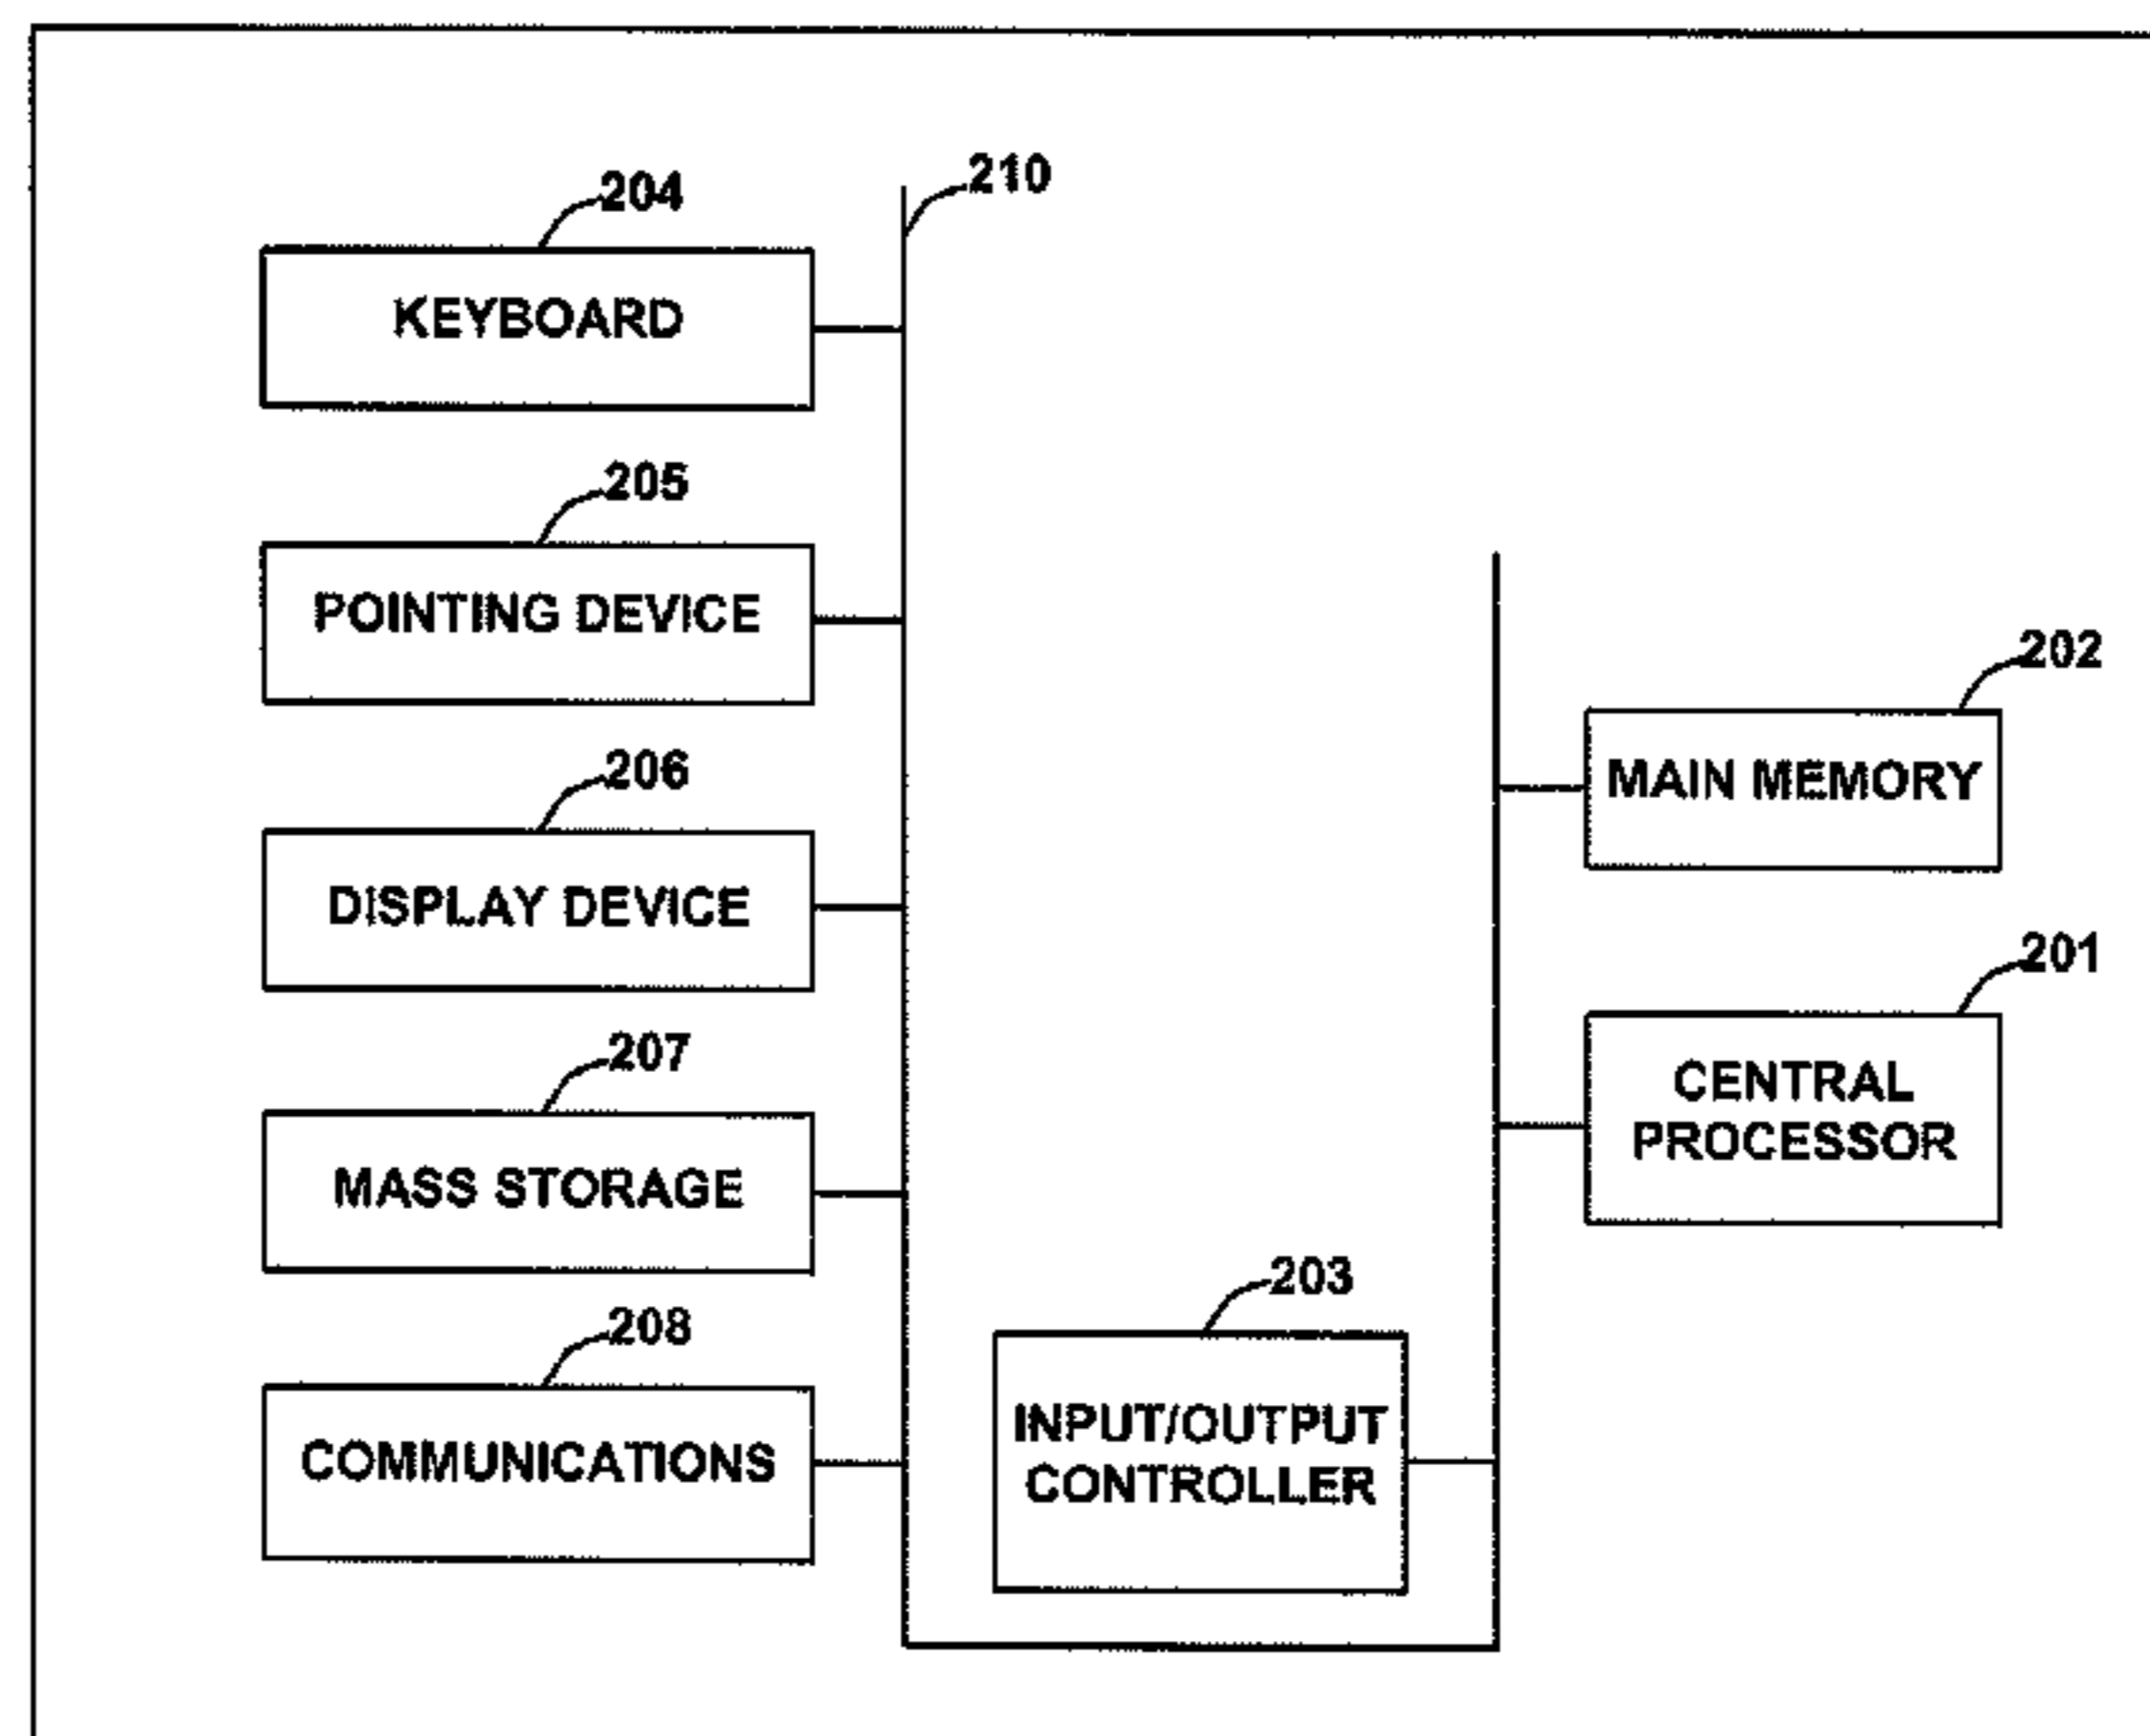 210
204
KEYBOARD
205
POINTING DEVICE
206
DISPLAY DEVICE
207
MASS STORAGE
208
COMMUNICATIONS
202
MAIN MEMORY
201
CENTRAL
PROCESSOR
203
INPUT/OUTPUT
CONTROLLER